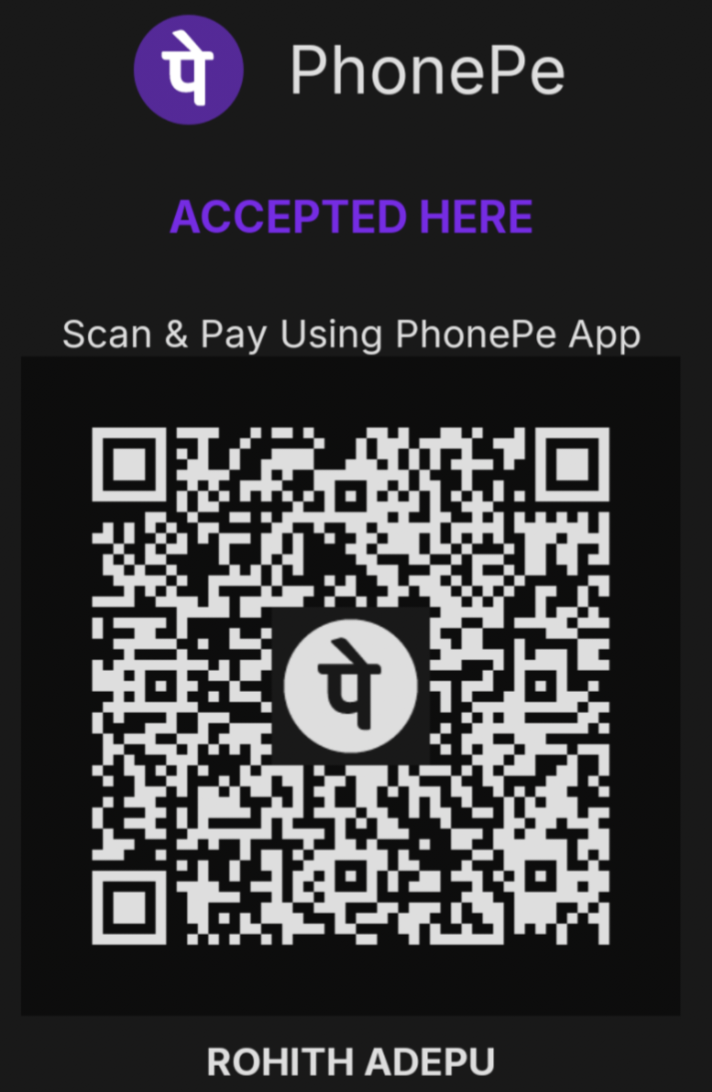 पे PhonePe
ACCEPTED HERE
Scan & Pay Using PhonePe App
पे
ROHITH ADEPU